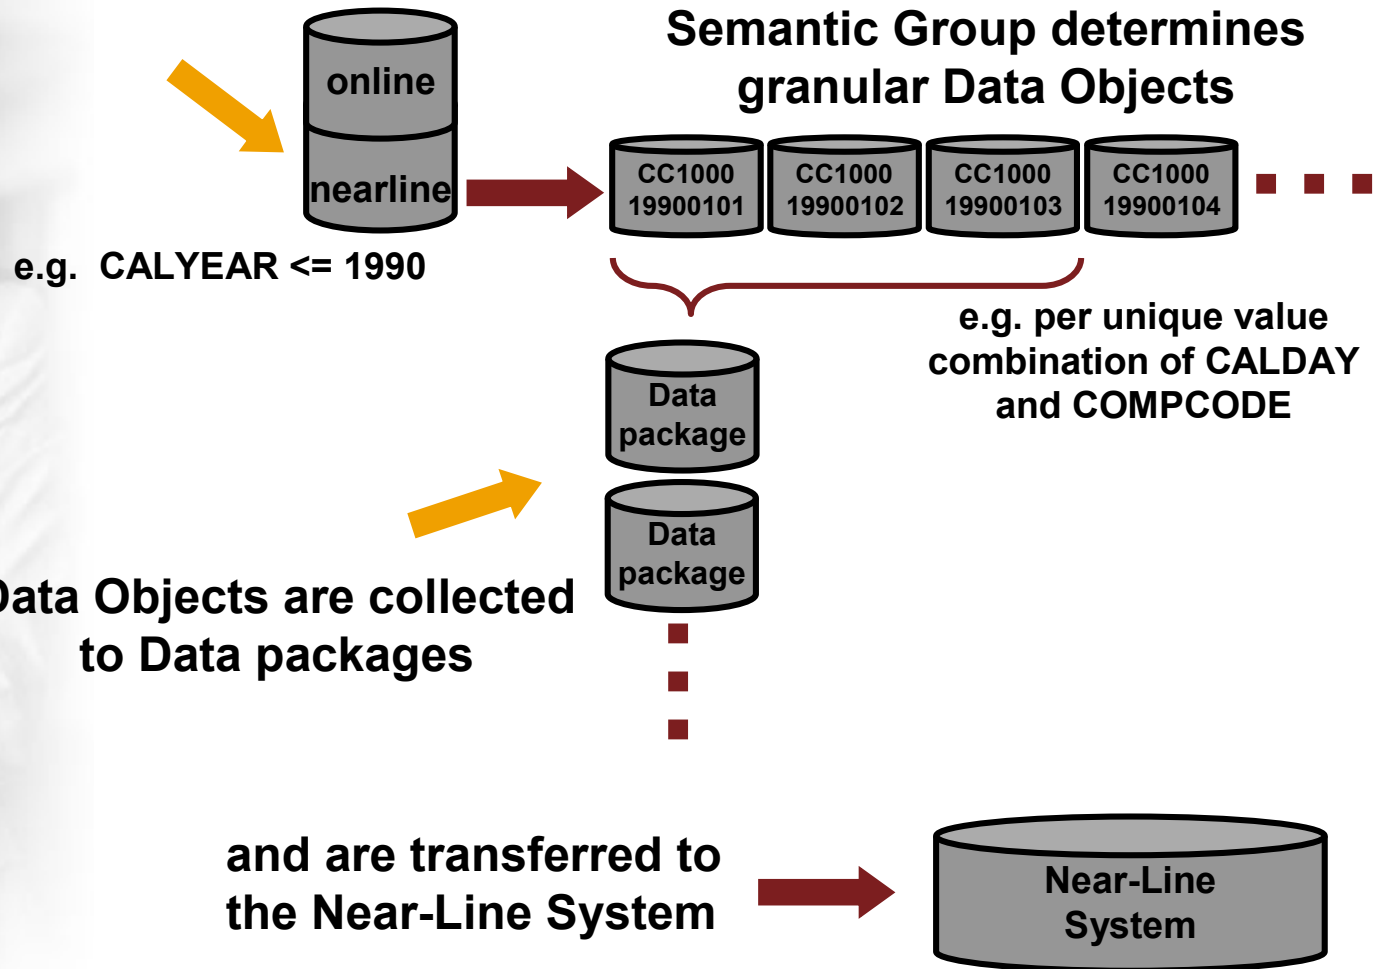 Semantic Group determines
granular Data Objects
online
nearline
CC1000
19900101
CC1000
19900102
CC1000
19900103
CC1000
19900104
e.g. CALYEAR <= 1990
e.g. per unique value
combination of CALDAY
and COMPCODE
Data
package
Data
package
Data Objects are collected
to Data packages
and are transferred to
the Near-Line System
Near-Line
System